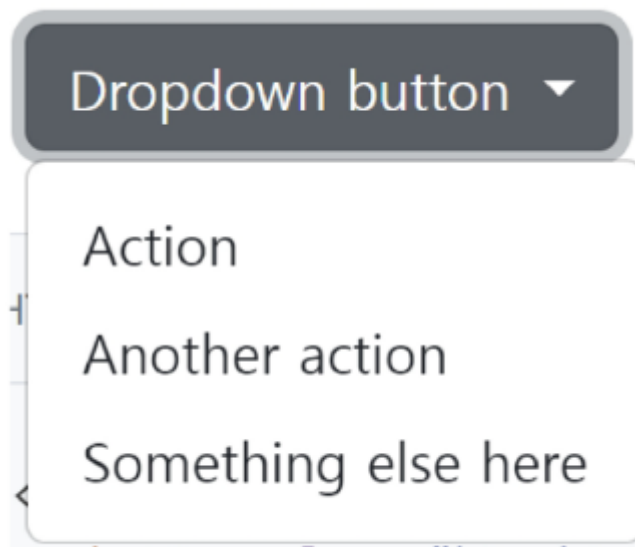 Dropdown button
Action
Another action
Something else here